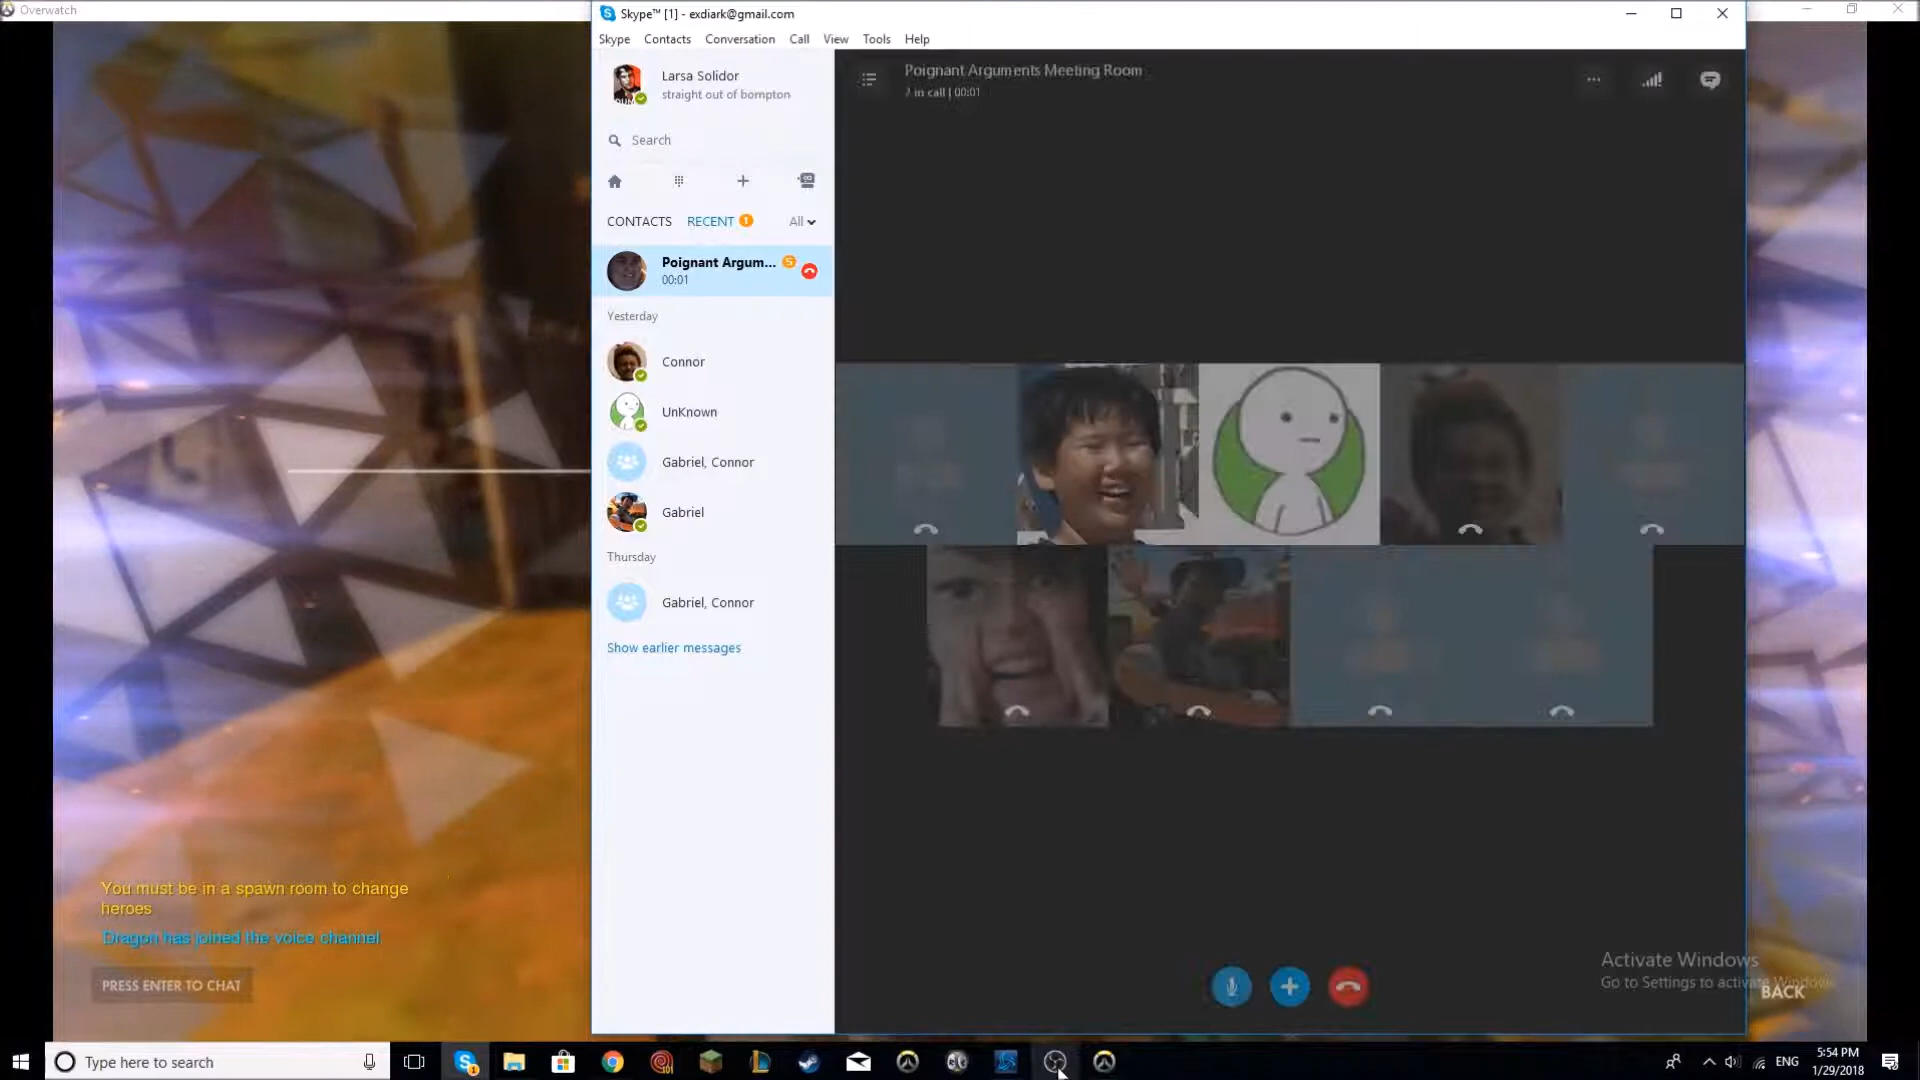 Overwatch
Skype™ [1] - exdiark@gmail.com
Skype Contacts Conversation Call View Tools Help
Larsa Solidor
straight out of bompton
Search
CONTACTS RECENT 1 All
Poignant Argum... 5
00:01
Yesterday
Connor
UnKnown
Gabriel, Connor
Gabriel
Thursday
Gabriel, Connor
Show earlier messages
Poignant Arguments Meeting Room
in call | 00:01
You must be in a spawn room to change
heroes
Dragon has joined the voice channel.
PRESS ENTER TO CHAT
Activate Windows
Go to Settings to activate Windows.
BACK
Type here to search
1
101
ENG
5:54 PM
1/29/2018